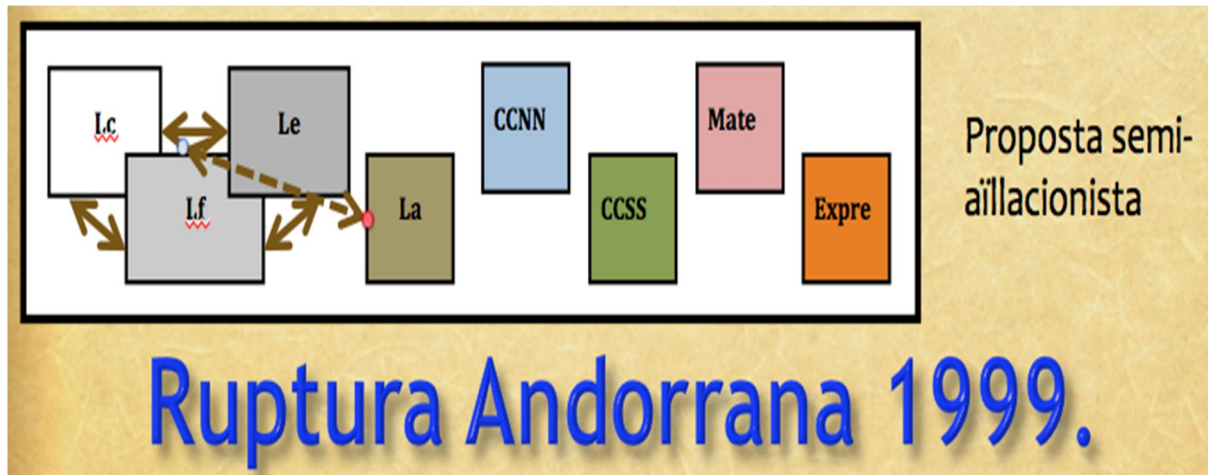 Lc
Le
Lf
La
CCNN
CCSS
Mate
Expre
Proposta semi-
aïllacionista
Ruptura Andorrana 1999.